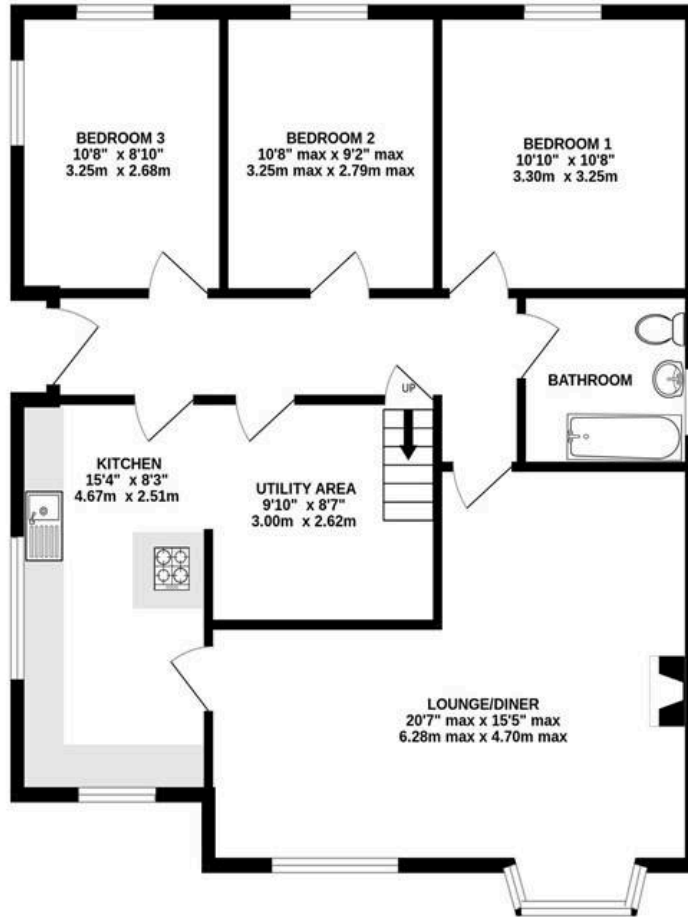 BEDROOM 3
10'8" x 8'10"
3.25m x 2.68m
BEDROOM 2
10'8" max x 9'2" max
3.25m max x 2.79m max
BEDROOM 1
10'10" x 10'8"
3.30m x 3.25m
UP
BATHROOM
KITCHEN
15'4" x 8'3"
4.67m x 2.51m
UTILITY AREA
9'10" x 8'7"
3.00m x 2.62m
LOUNGE/DINER
20'7" max x 15'5" max
6.28m max x 4.70m max